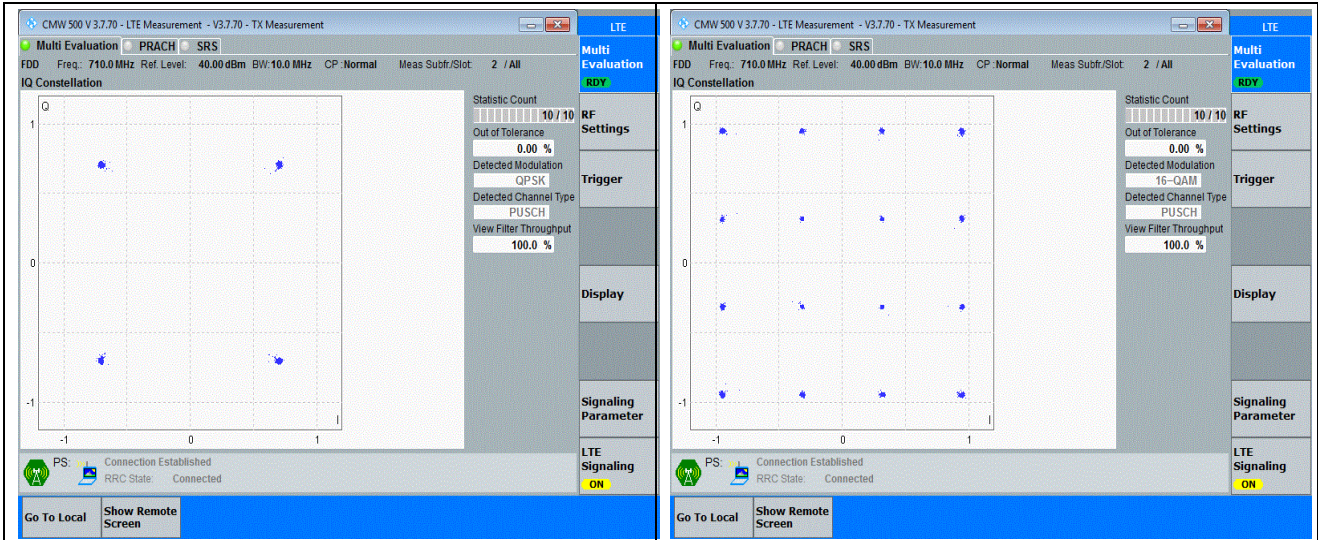 CMW 500 V 3.7.70 - LTE Measurement - V3.7.70 - TX Measurement
LTE
Multi Evaluation PRACH SRS
Multi
Evaluation
RDY
FDD Freq.: 710.0 MHz Ref. Level: 40.00 dBm BW: 10.0 MHz CP :Normal Meas Subfr./Slot: 2 / All
IQ Constellation
Q
1
0
-1
-1
0
1
I
Statistic Count
10 / 10
Out of Tolerance
0.00 %
Detected Modulation
QPSK
Detected Channel Type
PUSCH
View Filter Throughput
100.0 %
RF
Settings
Trigger
Display
Signaling
Parameter
LTE
Signaling
ON
PS: Connection Established
RRC State: Connected
Go To Local
Show Remote
Screen
CMW 500 V 3.7.70 - LTE Measurement - V3.7.70 - TX Measurement
LTE
Multi Evaluation PRACH SRS
Multi
Evaluation
RDY
FDD Freq.: 710.0 MHz Ref. Level: 40.00 dBm BW: 10.0 MHz CP :Normal Meas Subfr./Slot: 2 / All
IQ Constellation
Q
1
0
-1
-1
0
1
I
Statistic Count
10 / 10
Out of Tolerance
0.00 %
Detected Modulation
16-QAM
Detected Channel Type
PUSCH
View Filter Throughput
100.0 %
RF
Settings
Trigger
Display
Signaling
Parameter
LTE
Signaling
ON
PS: Connection Established
RRC State: Connected
Go To Local
Show Remote
Screen